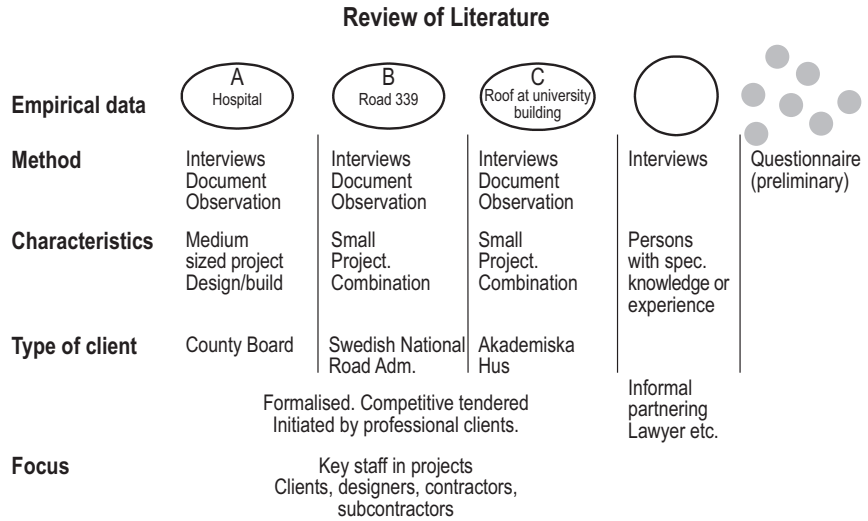 Review of Literature
Empirical data
A
Hospital
B
Road 339
C
Roof at university
building
Method
Interviews
Document
Observation
Interviews
Document
Observation
Interviews
Document
Observation
Interviews
Questionnaire
(preliminary)
Characteristics
Medium
sized project
Design/build
Small
Project.
Combination
Small
Project.
Combination
Persons
with spec.
knowledge or
experience
Type of client
County Board
Swedish National
Road Adm.
Akademiska
Hus
Formalised. Competitive tendered
Initiated by professional clients.
Informal
partnering
Lawyer etc.
Focus
Key staff in projects
Clients, designers, contractors,
subcontractors